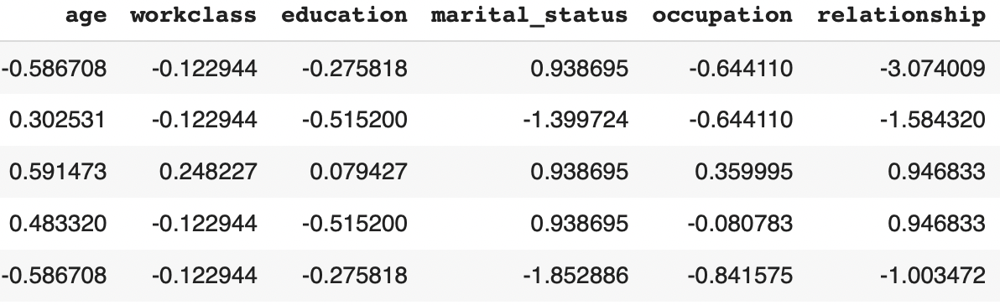 age workclass education marital_status occupation relationship
-0.586708 -0.122944 -0.275818 0.938695 -0.644110 -3.074009
0.302531 -0.122944 -0.515200 -1.399724 -0.644110 -1.584320
0.591473 0.248227 0.079427 0.938695 0.359995 0.946833
0.483320 -0.122944 -0.515200 0.938695 -0.080783 0.946833
-0.586708 -0.122944 -0.275818 -1.852886 -0.841575 -1.003472